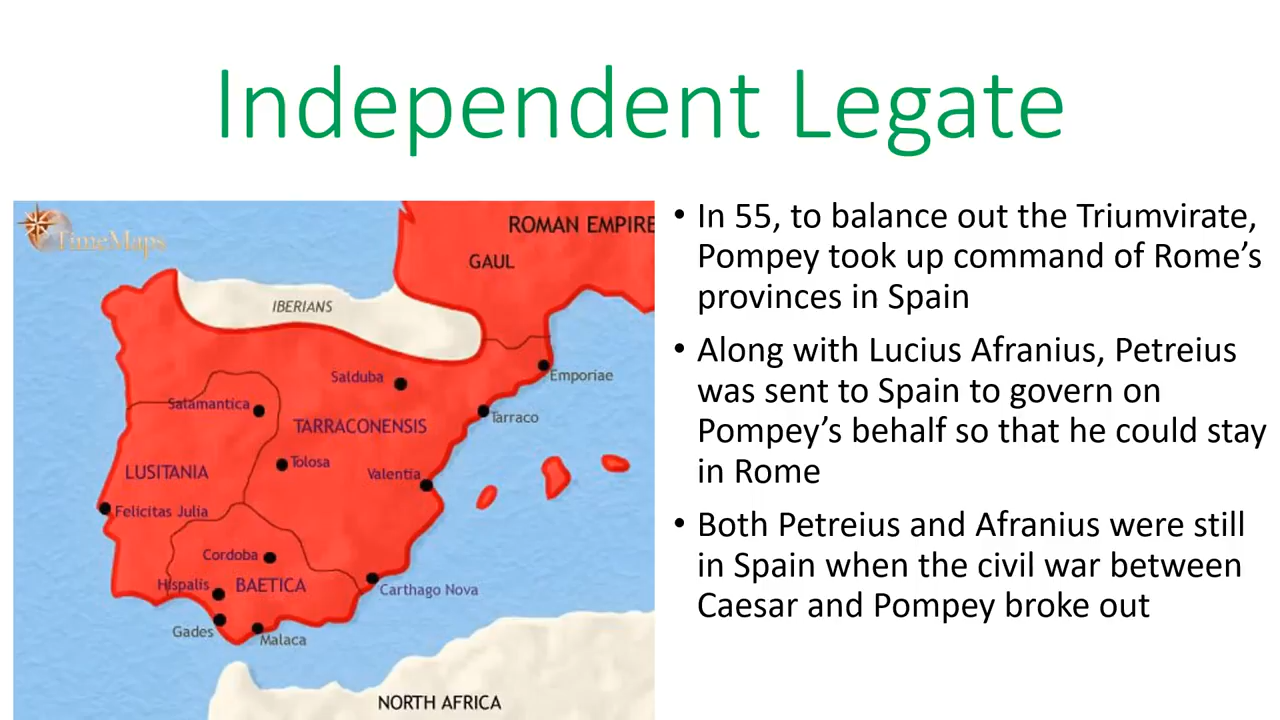 Independent Legate
TimeMaps
ROMAN EMPIRE
GAUL
IBERIANS
Salduba
Emporiae
Salamantica
Tarraco
TARRACONENSIS
LUSITANIA
Tolosa
Valentia
Felicitas Julia
Cordoba
Hispalis
BAETICA
Carthago Nova
Gades
Malaca
NORTH AFRICA
• In 55, to balance out the Triumvirate,
Pompey took up command of Rome’s
provinces in Spain
• Along with Lucius Afranius, Petreius
was sent to Spain to govern on
Pompey’s behalf so that he could stay
in Rome
• Both Petreius and Afranius were still
in Spain when the civil war between
Caesar and Pompey broke out